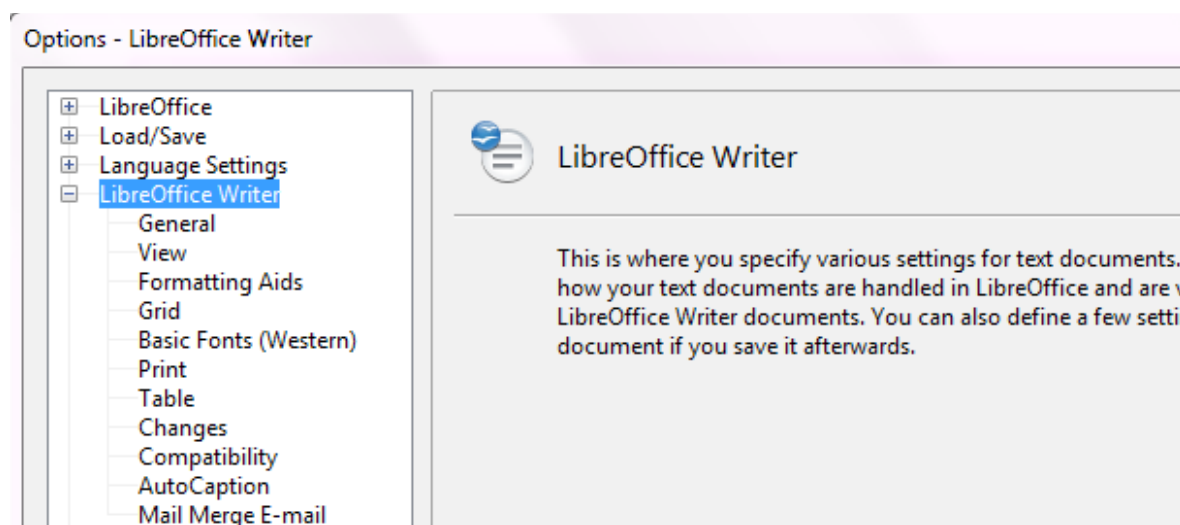 Options - LibreOffice Writer
LibreOffice
Load/Save
Language Settings
LibreOffice Writer
General
View
Formatting Aids
Grid
Basic Fonts (Western)
Print
Table
Changes
Compatibility
AutoCaption
Mail Merge E-mail
LibreOffice Writer
This is where you specify various settings for text documents.
how your text documents are handled in LibreOffice and are
LibreOffice Writer documents. You can also define a few
document if you save it afterwards.